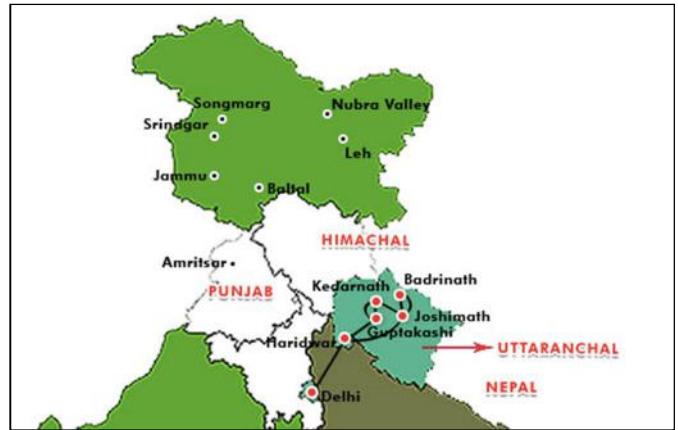 Songmarg
Nubra Valley
Srindgar
Leh
Jammu
Baltal
HIMACHAL
Amritsar
PUNJAB
Kedarnath
Badrinath
Joshimath
Guptakashi
Haridwar
UTTARANCHAL
NEPAL
Delhi